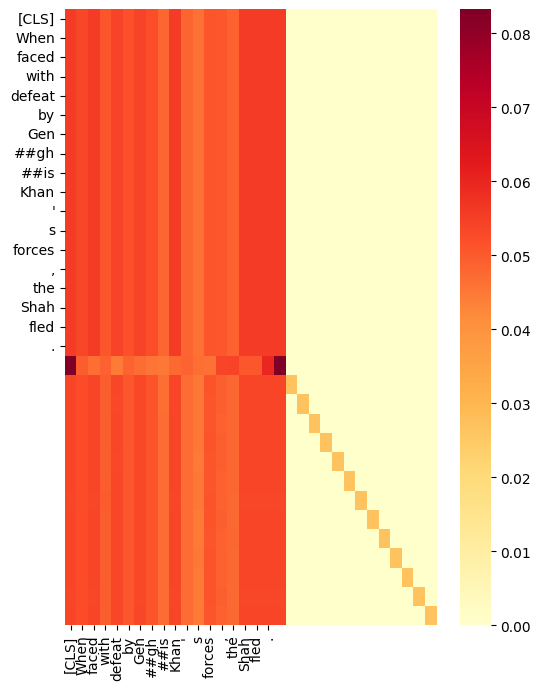 [CLS]
When
faced
with
defeat
by
Gen
##gh
##is
Khan
'
s
forces
,
the
Shah
fled
.
0.08
0.07
0.06
0.05
0.04
0.03
0.02
0.01
0.00
[CLS]
When
faced
with
defeat
by
Gen
##gh
##is
Khan
'
s
forces
,
the
Shah
fled
.